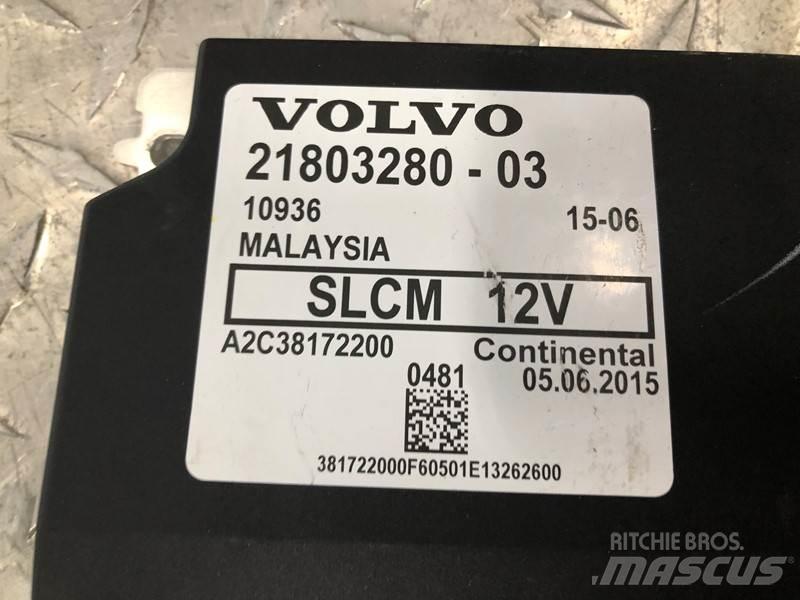 VOLVO
21803280 - 03
10936 15-06
MALAYSIA
SLCM 12V
A2C38172200 Continental
0481 05.06.2015
381722000F60501E13262600
RITCHIE BROS.
MASCUS